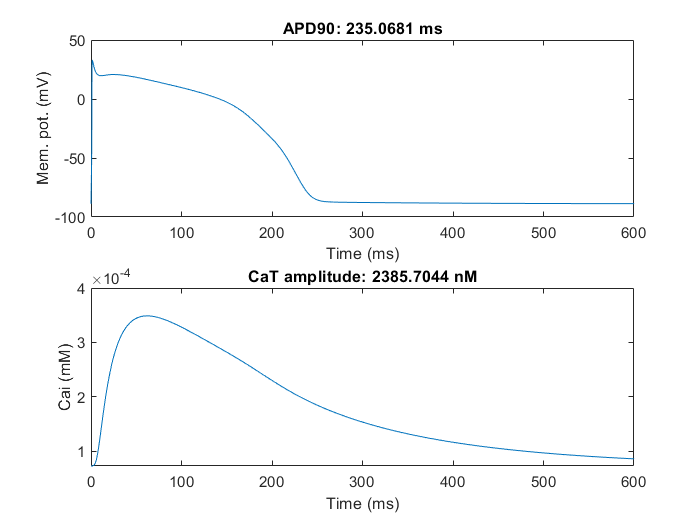 APD90: 235.0681 ms
50
0
-50
-100
Mem. pot. (mV)
0 100 200 300 400 500 600
Time (ms)
×10-4
CaT amplitude: 2385.7044 nM
4
3
2
1
Cai (mM)
0 100 200 300 400 500 600
Time (ms)